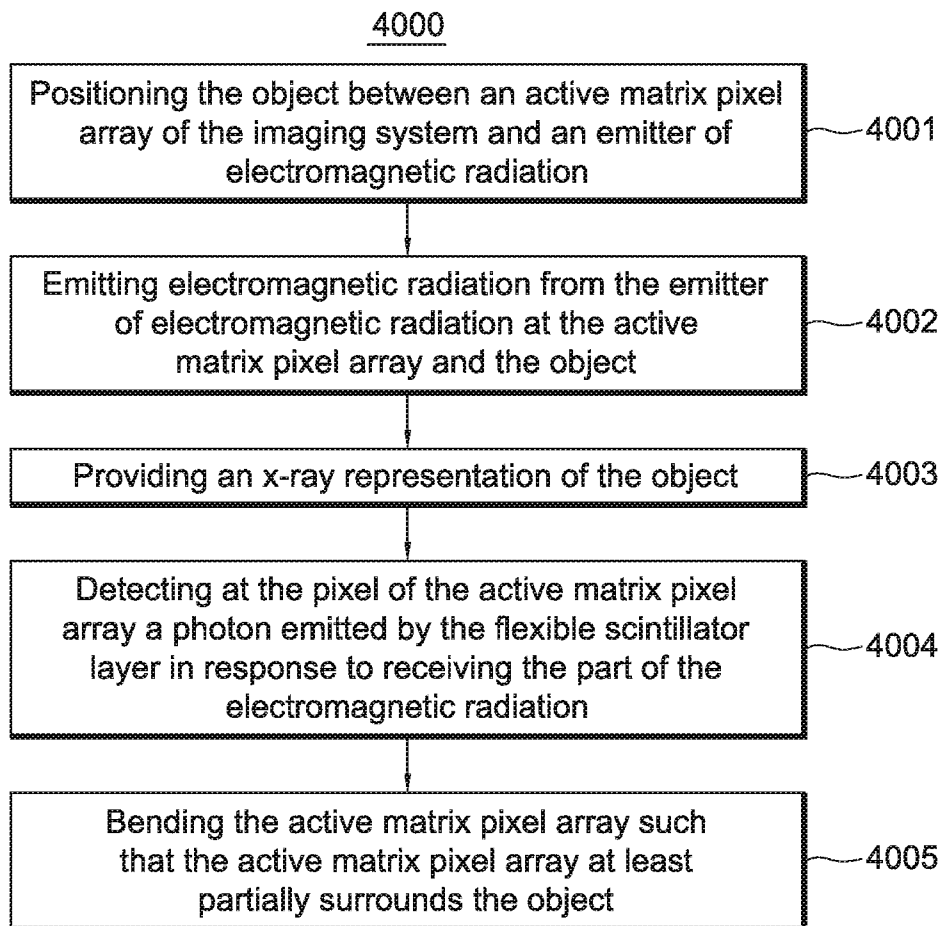 4000
Positioning the object between an active matrix pixel
array of the imaging system and an emitter of
electromagnetic radiation
4001
Emitting electromagnetic radiation from the emitter
of electromagnetic radiation at the active
matrix pixel array and the object
4002
Providing an x-ray representation of the object
4003
Detecting at the pixel of the active matrix pixel
array a photon emitted by the flexible scintillator
layer in response to receiving the part of the
electromagnetic radiation
4004
Bending the active matrix pixel array such
that the active matrix pixel array at least
partially surrounds the object
4005